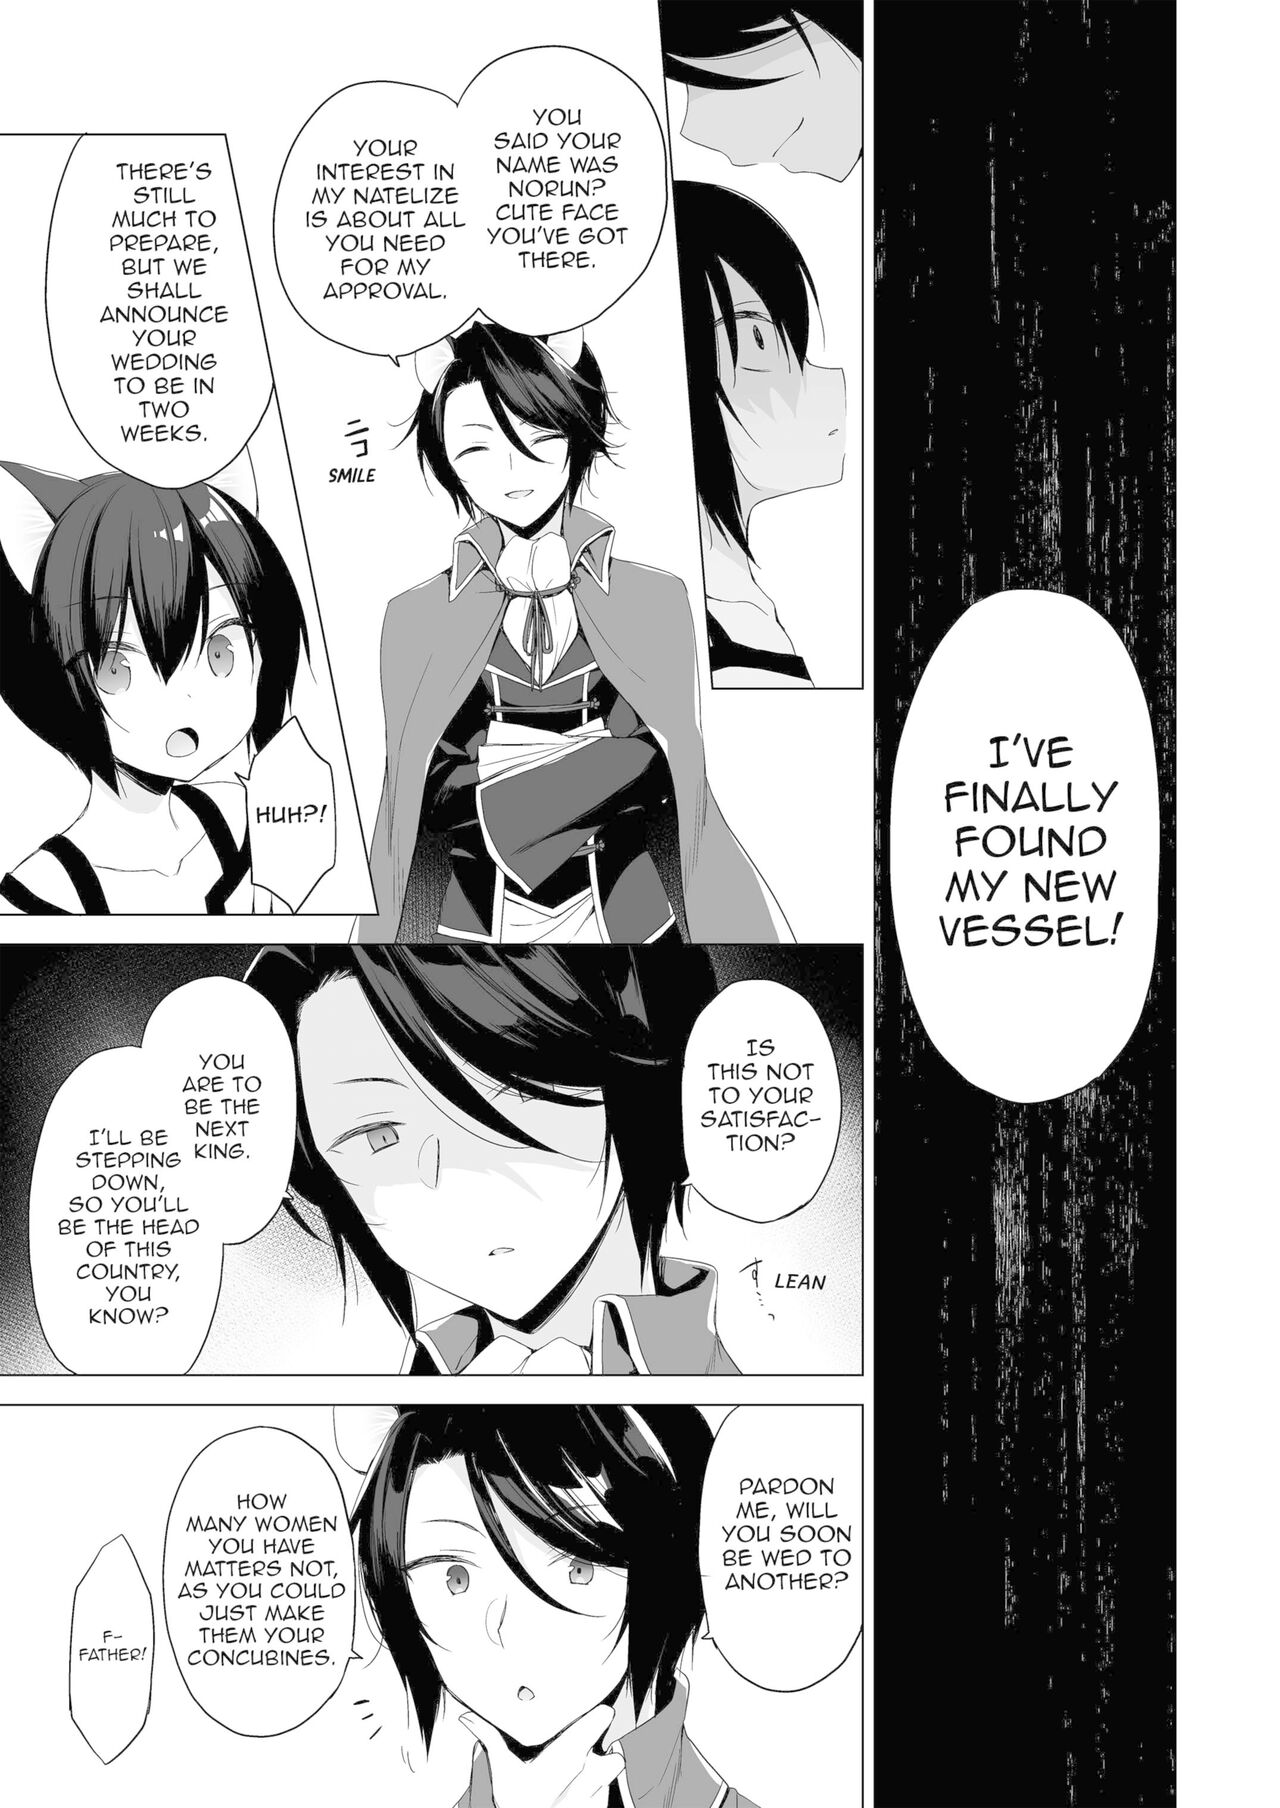 I'VE
FINALLY
FOUND
MY NEW
VESSEL!
YOU
SAID YOUR
NAME WAS
NORUN?
CUTE FACE
YOU'VE GOT
THERE.
YOUR
INTEREST IN
MY NATELIZE
IS ABOUT ALL
YOU NEED
FOR MY
APPROVAL.
ニコ
SMILE
THERE'S
STILL
MUCH TO
PREPARE,
BUT WE
SHALL
ANNOUNCE
YOUR
WEDDING
TO BE IN
TWO
WEEKS.
HUH?!
IS
THIS NOT
TO YOUR
SATISFAC-
TION?
す...
LEAN
YOU
ARE TO
BE THE
NEXT
KING.
I'LL BE
STEPPING
DOWN,
SO YOU'LL
BE THE HEAD
OF THIS
COUNTRY,
YOU
KNOW?
PARDON
ME, WILL
YOU SOON
BE WED TO
ANOTHER?
HOW
MANY WOMEN
YOU HAVE
MATTERS NOT,
AS YOU COULD
JUST MAKE
THEM YOUR
CONCUBINES.
F-
FATHER!